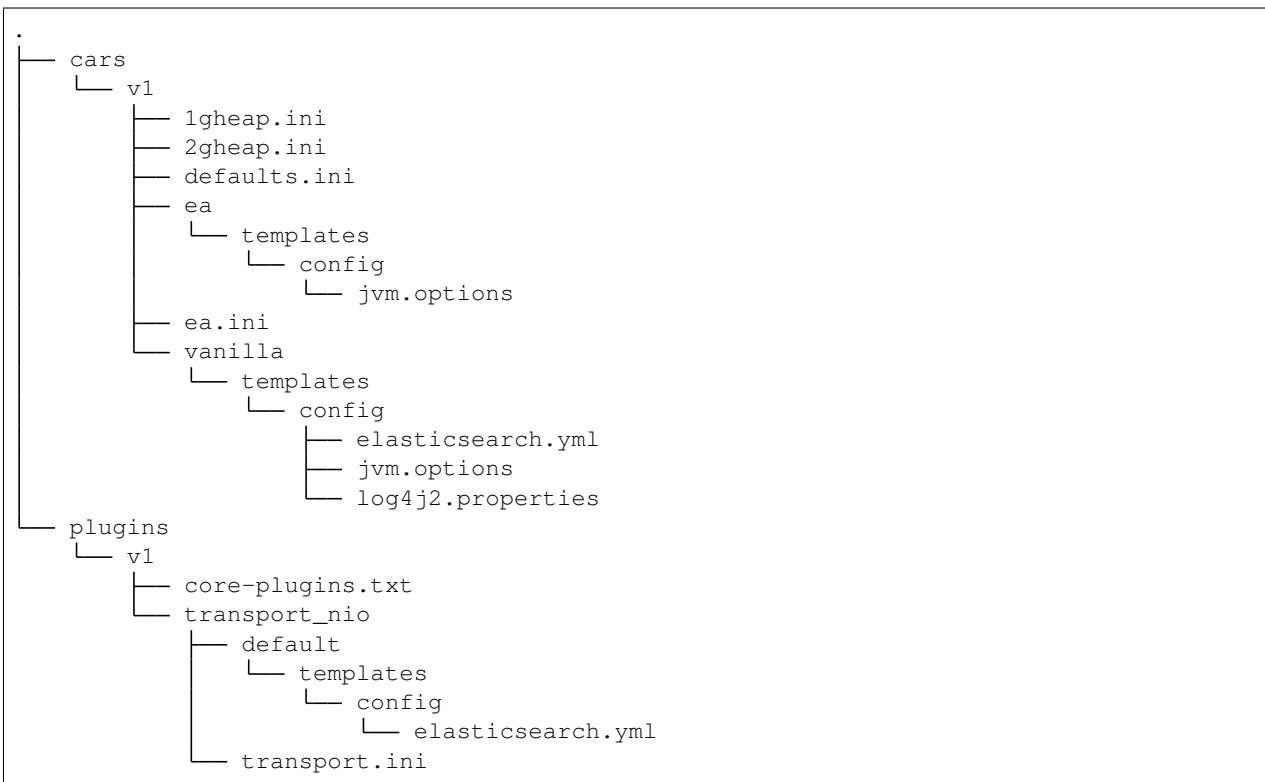 .
├── cars
│   └── v1
│       ├── 1gheap.ini
│       ├── 2gheap.ini
│       ├── defaults.ini
│       ├── ea
│       │   └── templates
│       │       └── config
│       │           └── jvm.options
│       ├── ea.ini
│       └── vanilla
│           └── templates
│               └── config
│                   ├── elasticsearch.yml
│                   ├── jvm.options
│                   └── log4j2.properties
└── plugins
    └── v1
        ├── core-plugins.txt
        └── transport_nio
            ├── default
            │   └── templates
            │       └── config
            │           └── elasticsearch.yml
            └── transport.ini